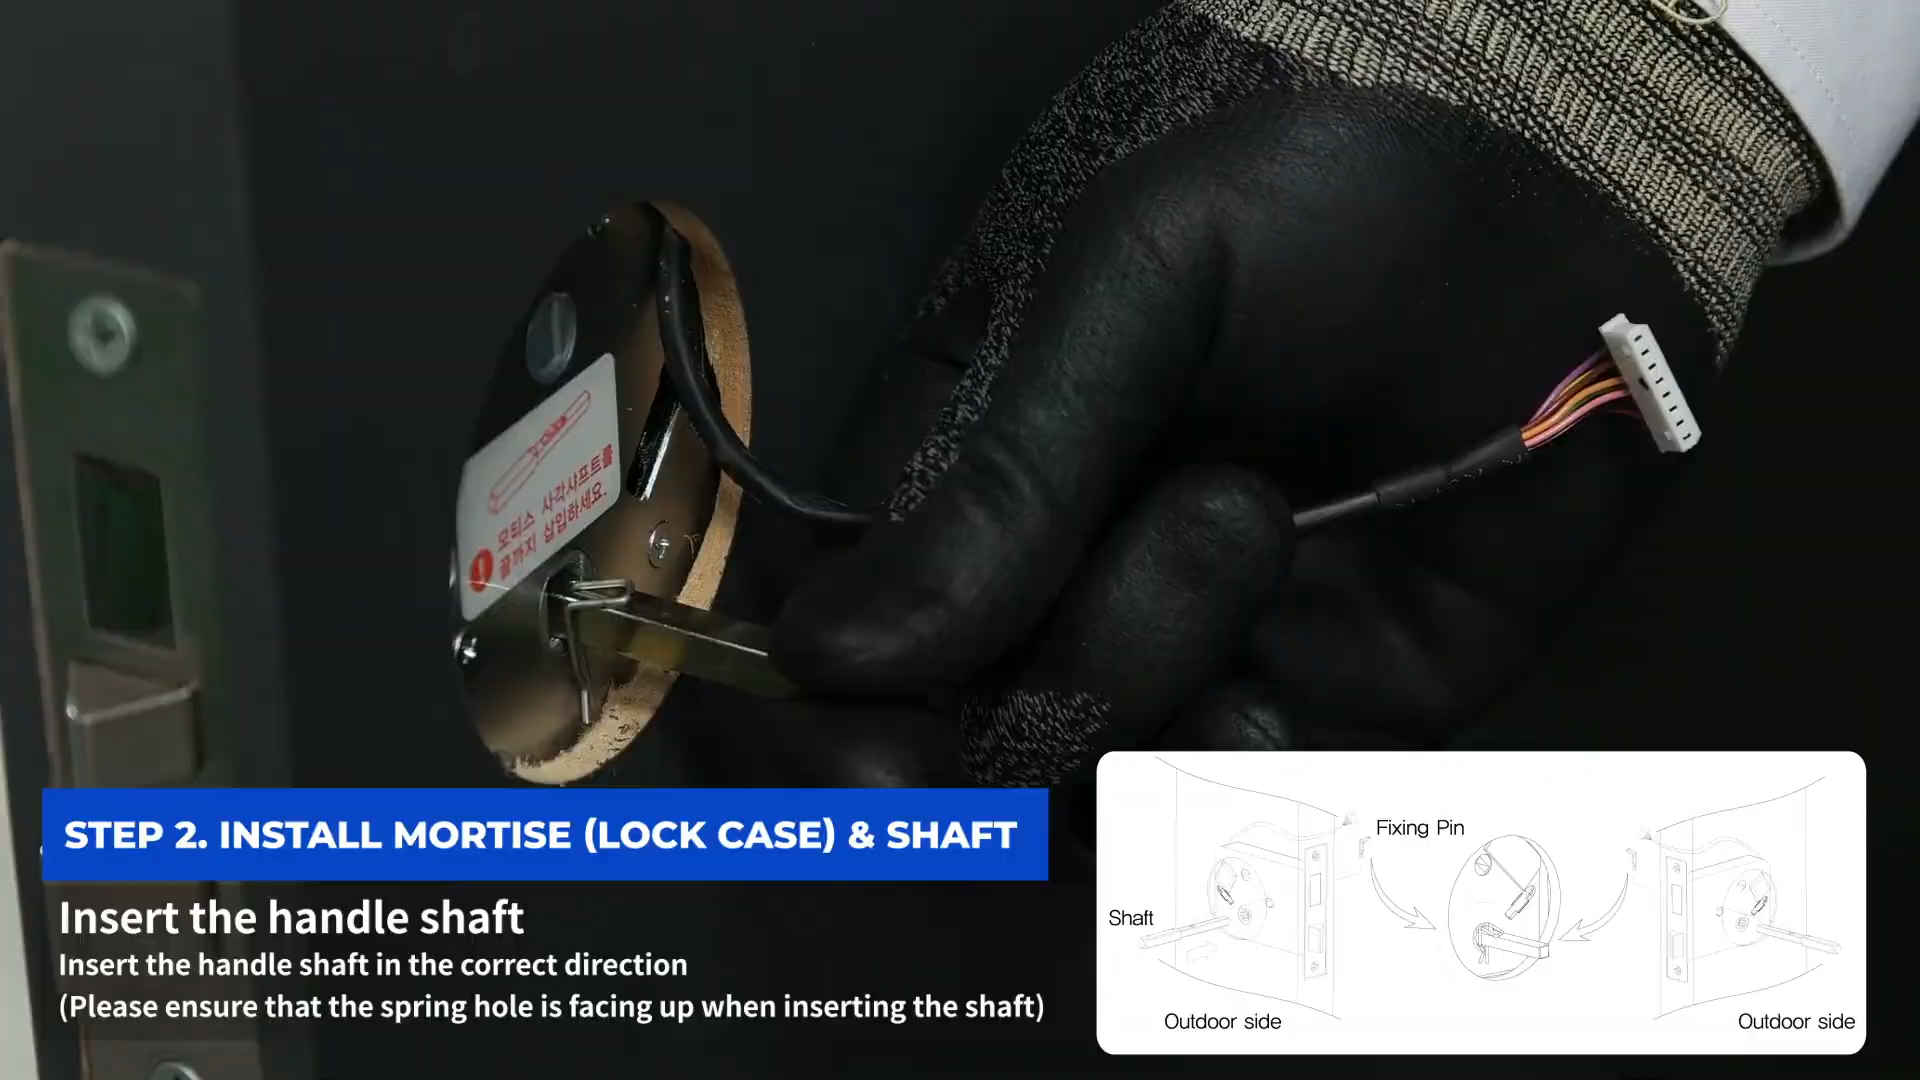 모티스 사각샤프트를
끝까지 삽입하세요.
STEP 2. INSTALL MORTISE (LOCK CASE) & SHAFT
Insert the handle shaft
Insert the handle shaft in the correct direction
(Please ensure that the spring hole is facing up when inserting the shaft)
Fixing Pin
Shaft
Outdoor side
Outdoor side